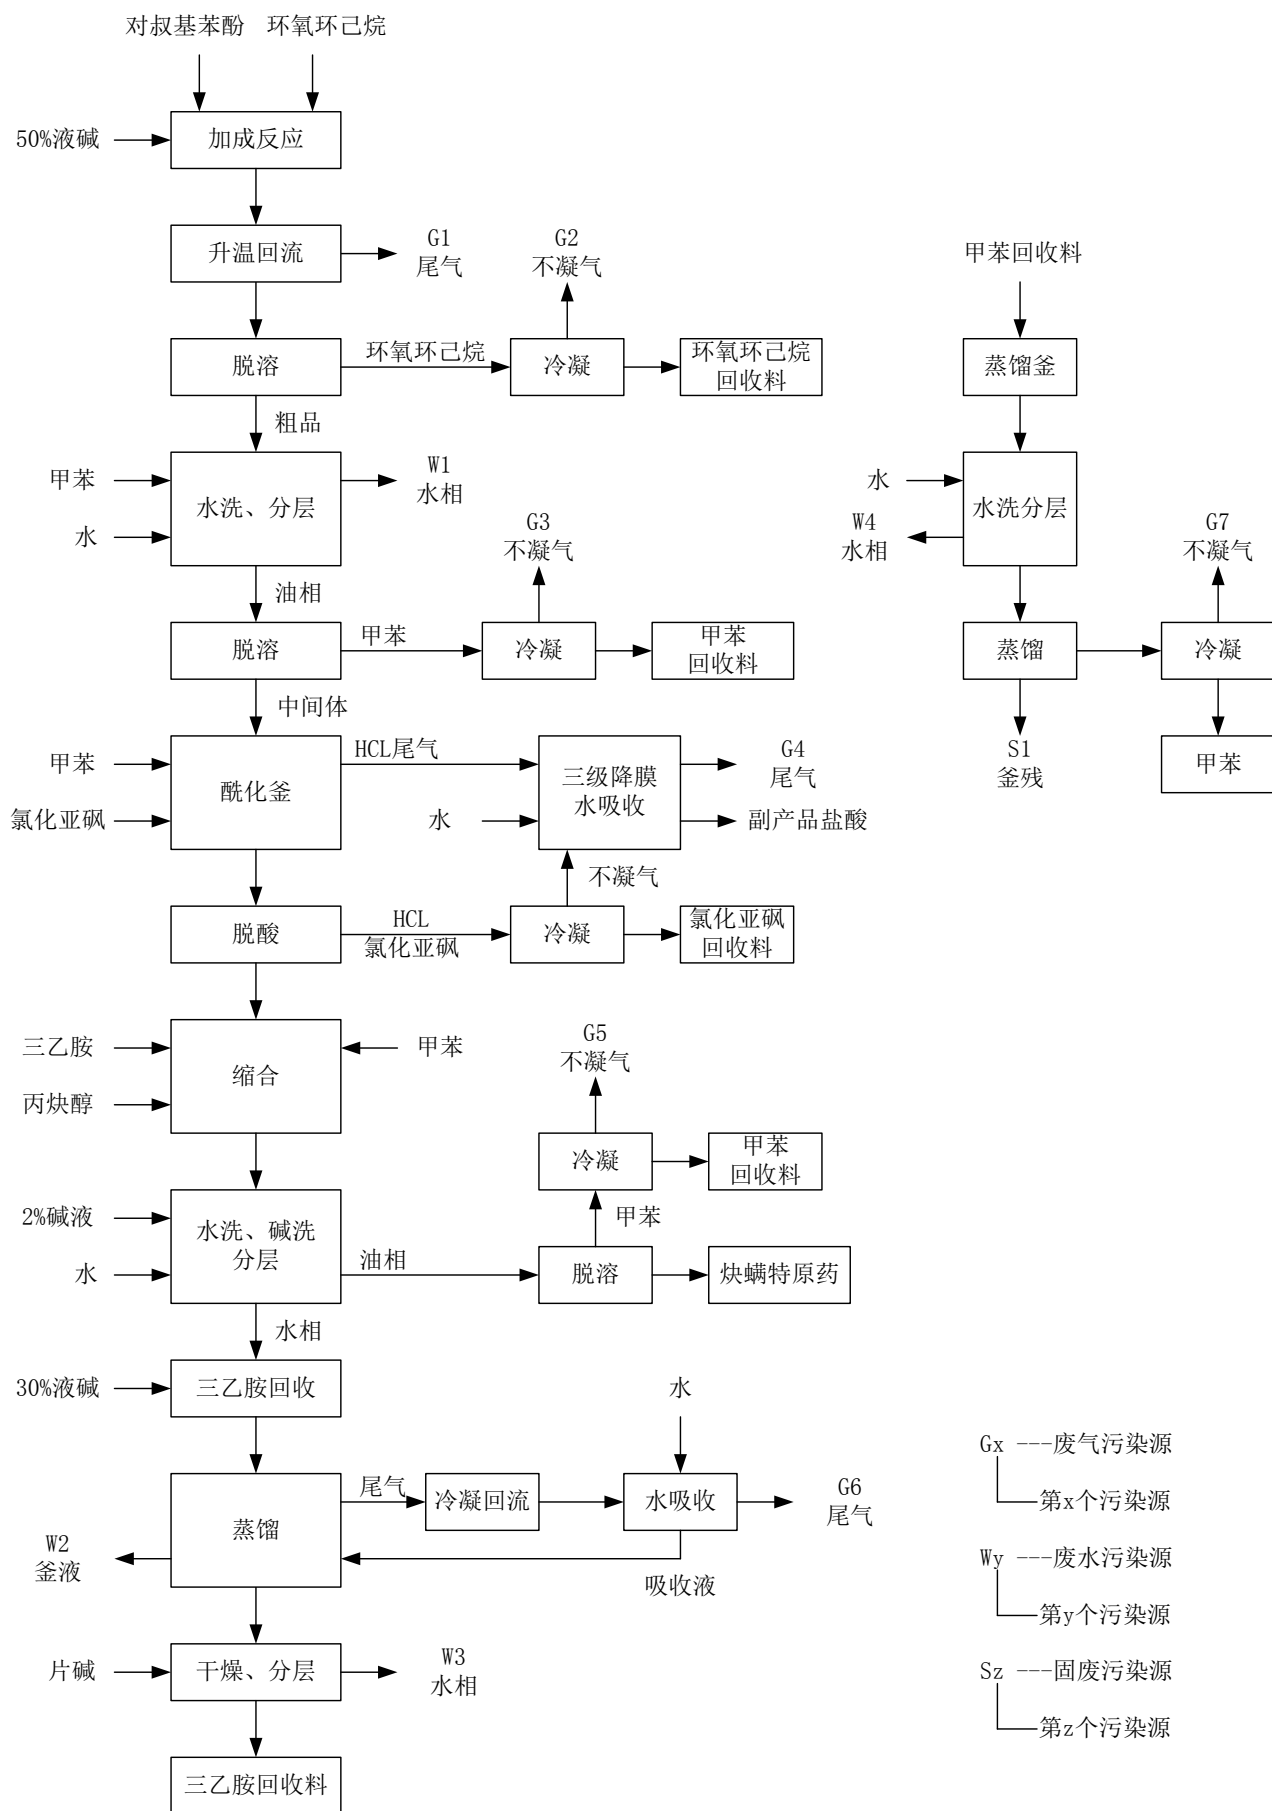 对叔基苯酚
环氧环己烷
50%液碱
加成反应
升温回流
G1
尾气
G2
不凝气
脱溶
环氧环己烷
冷凝
环氧环己烷
回收料
粗品
甲苯
水
水洗、分层
W1
水相
油相
G3
不凝气
脱溶
甲苯
冷凝
甲苯
回收料
中间体
甲苯
氯化亚砜
酰化釜
HCL尾气
水
三级降膜
水吸收
G4
尾气
副产品盐酸
不凝气
脱酸
HCL
氯化亚砜
冷凝
氯化亚砜
回收料
三乙胺
丙炔醇
缩合
甲苯
G5
不凝气
冷凝
甲苯
回收料
甲苯
2%碱液
水
水洗、碱洗
分层
油相
脱溶
炔螨特原药
水相
30%液碱
三乙胺回收
水
蒸馏
尾气
冷凝回流
水吸收
G6
尾气
W2
釜液
吸收液
片碱
干燥、分层
W3
水相
三乙胺回收料
甲苯回收料
蒸馏釜
水
W4
水相
水洗分层
G7
不凝气
蒸馏
冷凝
S1
釜残
甲苯
Gx ---废气污染源
第x个污染源
Wy ---废水污染源
第y个污染源
Sz ---固废污染源
第z个污染源